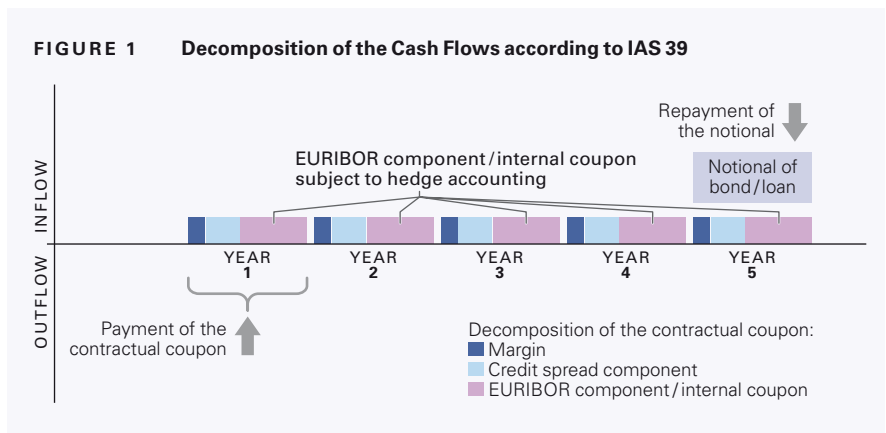 FIGURE 1 Decomposition of the Cash Flows according to IAS 39
INFLOW
OUTFLOW
Repayment of
the notional
Notional of
bond/loan
EURIBOR component/internal coupon
subject to hedge accounting
YEAR
1
YEAR
2
YEAR
3
YEAR
4
YEAR
5
Payment of the
contractual coupon
Decomposition of the contractual coupon:
Margin
Credit spread component
EURIBOR component/internal coupon